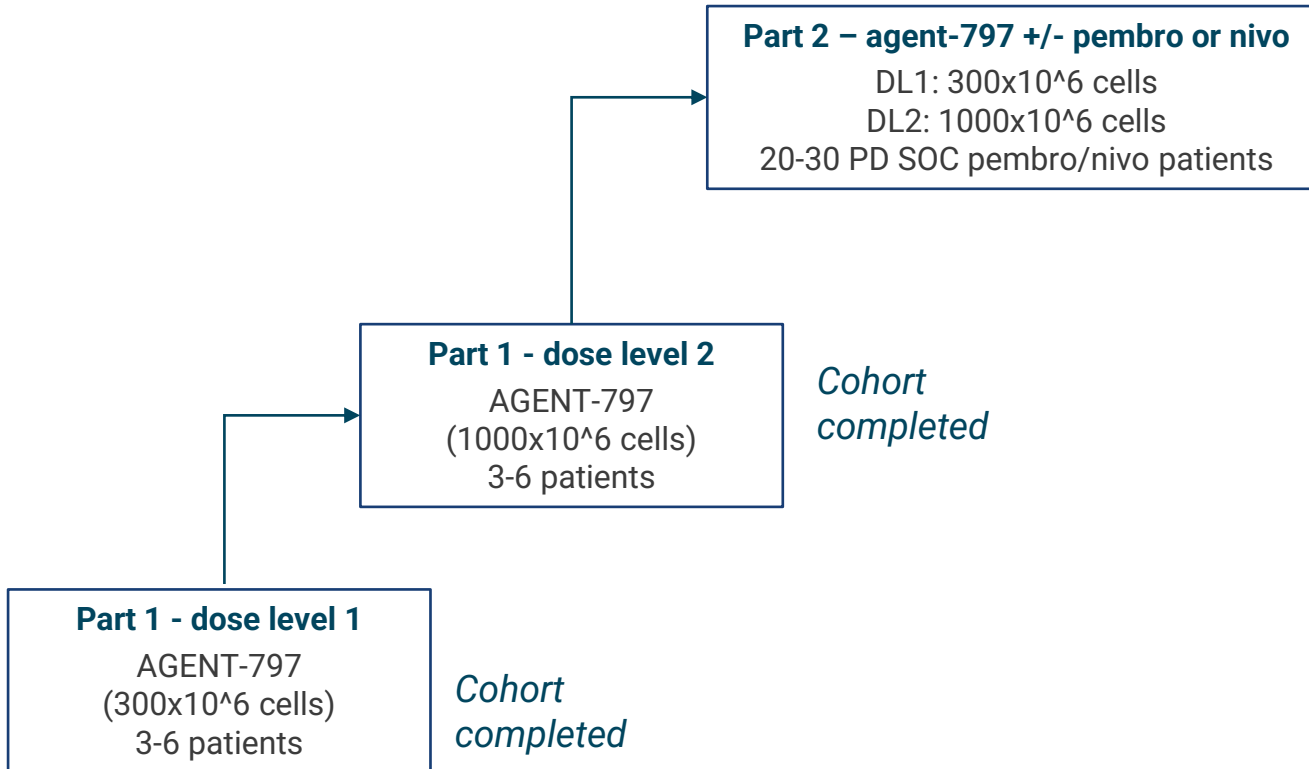 Part 2 – agent-797 +/- pembro or nivo
DL1: 300x10^6 cells
DL2: 1000x10^6 cells
20-30 PD SOC pembro/nivo patients
Part 1 - dose level 2
AGENT-797
(1000x10^6 cells)
3-6 patients
Cohort
completed
Part 1 - dose level 1
AGENT-797
(300x10^6 cells)
3-6 patients
Cohort
completed